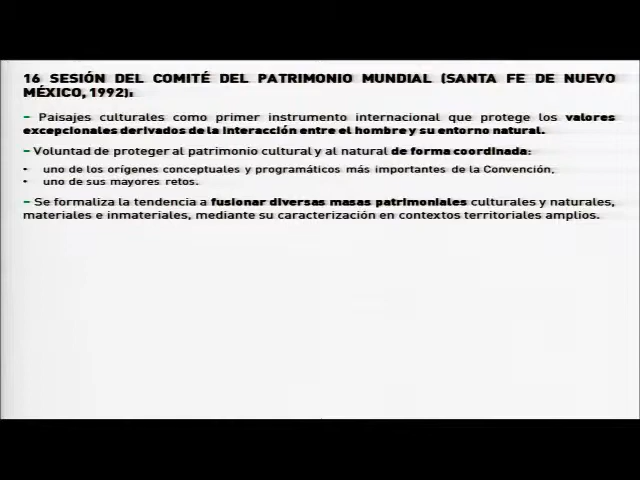 16 SESIÓN DEL COMITÉ DEL PATRIMONIO MUNDIAL (SANTA FE DE NUEVO
MÉXICO, 1992):
– Paisajes culturales como primer instrumento internacional que protege los valores
excepcionales derivados de la interacción entre el hombre y su entorno natural.
– Voluntad de proteger al patrimonio cultural y al natural de forma coordinada:
• uno de los orígenes conceptuales y programáticos más importantes de la Convención,
• uno de sus mayores retos.
– Se formaliza la tendencia a fusionar diversas masas patrimoniales culturales y naturales,
materiales e inmateriales, mediante su caracterización en contextos territoriales amplios.